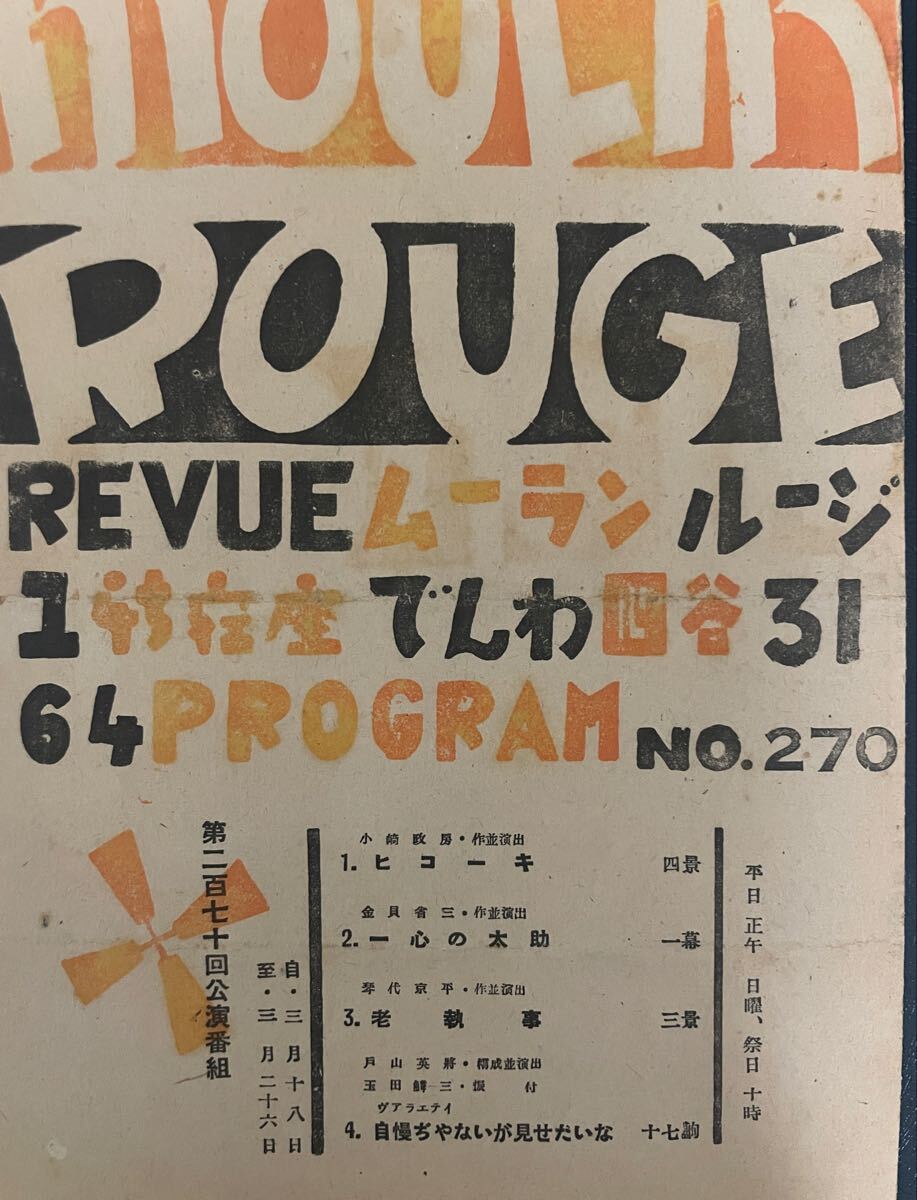 MOULIN
ROUGE
REVUE ムーラン ルージ
1 新宿座 でんわ 四谷 31
64 PROGRAM NO.270
第二百七十回公演番組
自・三月十八日
至・三月二十六日
小崎政房・作並演出
1. ヒコーキ 四景
金貝省三・作並演出
2. 一心の太助 一幕
琴代京平・作並演出
3. 老執事 三景
戸山英將・構成並演出
玉田鱓三・振付
ヴアラエテイ
4. 自慢ぢやないが見せたいな 十七齣
平日 正午 日曜、祭日 十時